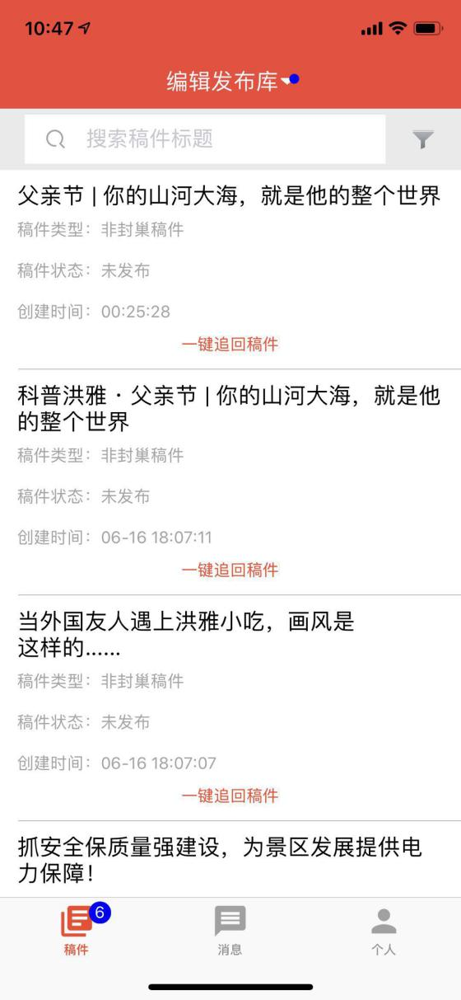 10:47
编辑发布库
搜索稿件标题
父亲节 | 你的山河大海，就是他的整个世界
稿件类型：非封巢稿件
稿件状态：未发布
创建时间：00:25:28
一键追回稿件
科普洪雅 · 父亲节 | 你的山河大海，就是他
的整个世界
稿件类型：非封巢稿件
稿件状态：未发布
创建时间：06-16 18:07:11
一键追回稿件
当外国友人遇上洪雅小吃，画风是
这样的......
稿件类型：非封巢稿件
稿件状态：未发布
创建时间：06-16 18:07:07
一键追回稿件
抓安全保质量强建设，为景区发展提供电
力保障！
6
稿件
消息
个人